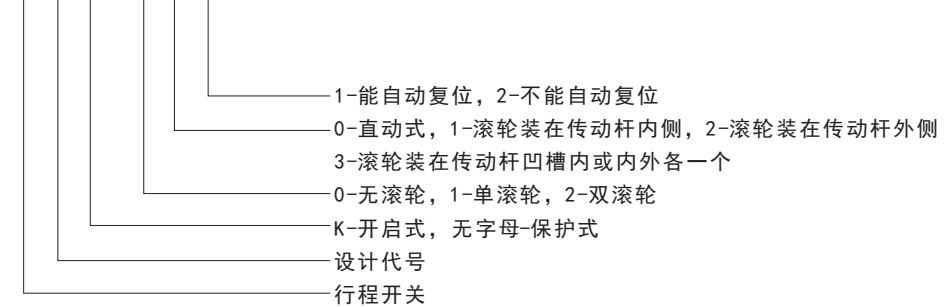 1-能自动复位，2-不能自动复位
0-直动式，1-滚轮装在传动杆内侧，2-滚轮装在传动杆外侧
3-滚轮装在传动杆凹槽内或内外各一个
0-无滚轮，1-单滚轮，2-双滚轮
K-开启式，无字母-保护式
设计代号
行程开关